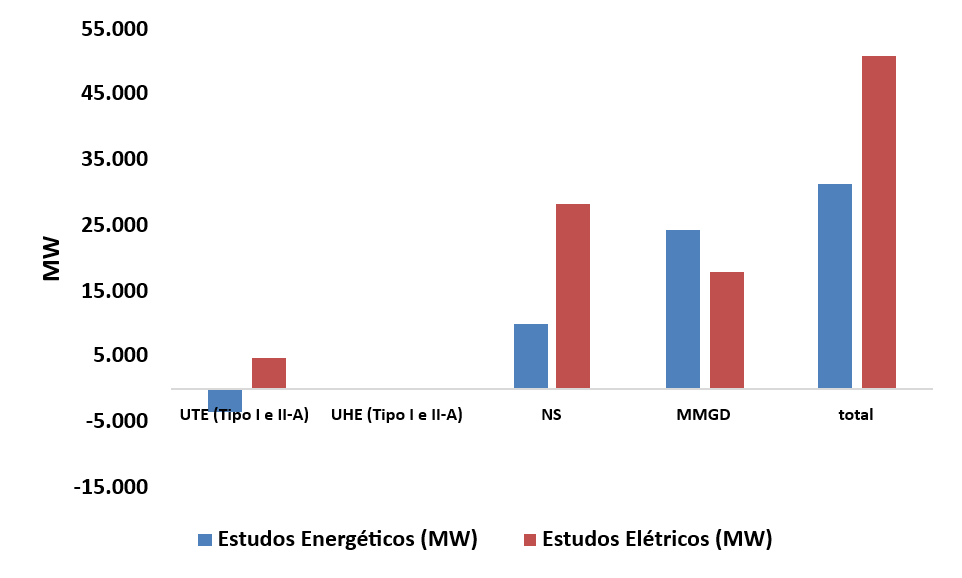 55.000
45.000
35.000
25.000
15.000
5.000
-5.000
-15.000
MW
UTE (Tipo I e II-A)
UHE (Tipo I e II-A)
NS
MMGD
total
Estudos Energéticos (MW)
Estudos Elétricos (MW)